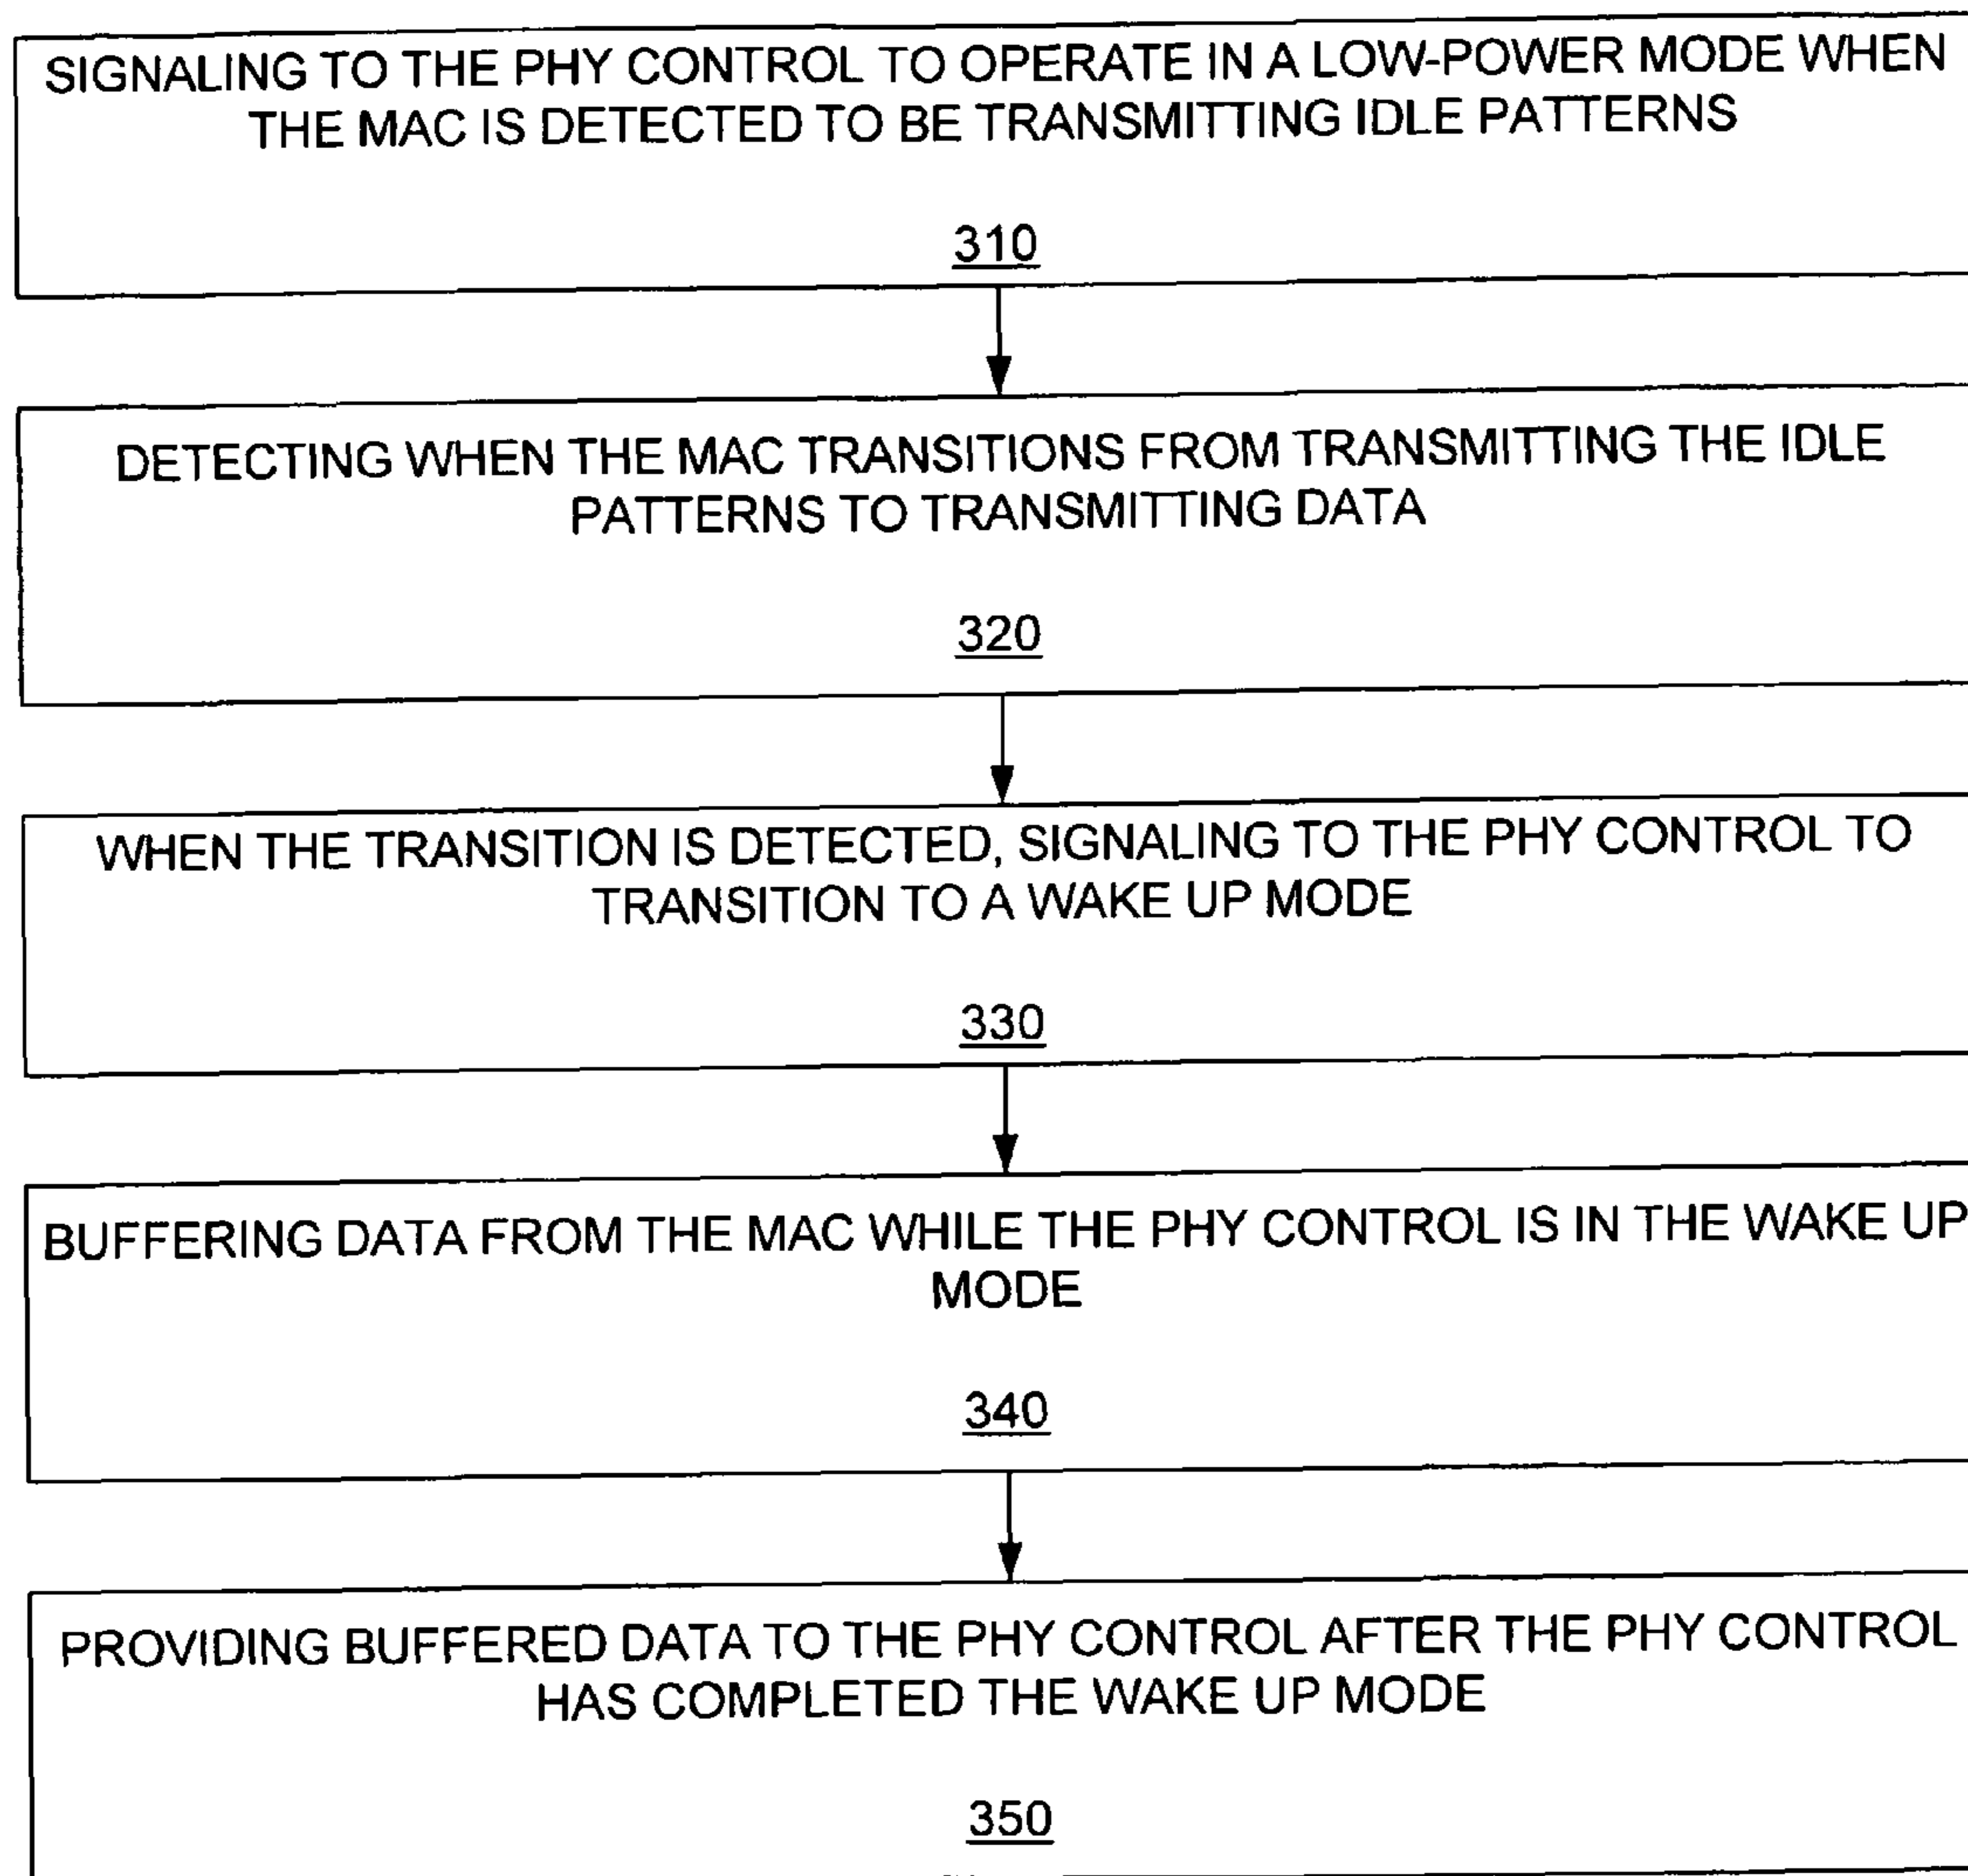 SIGNALING TO THE PHY CONTROL TO OPERATE IN A LOW-POWER MODE WHEN
THE MAC IS DETECTED TO BE TRANSMITTING IDLE PATTERNS
310
DETECTING WHEN THE MAC TRANSITIONS FROM TRANSMITTING THE IDLE
PATTERNS TO TRANSMITTING DATA
320
WHEN THE TRANSITION IS DETECTED, SIGNALING TO THE PHY CONTROL TO
TRANSITION TO A WAKE UP MODE
330
BUFFERING DATA FROM THE MAC WHILE THE PHY CONTROL IS IN THE WAKE UP
MODE
340
PROVIDING BUFFERED DATA TO THE PHY CONTROL AFTER THE PHY CONTROL
HAS COMPLETED THE WAKE UP MODE
350